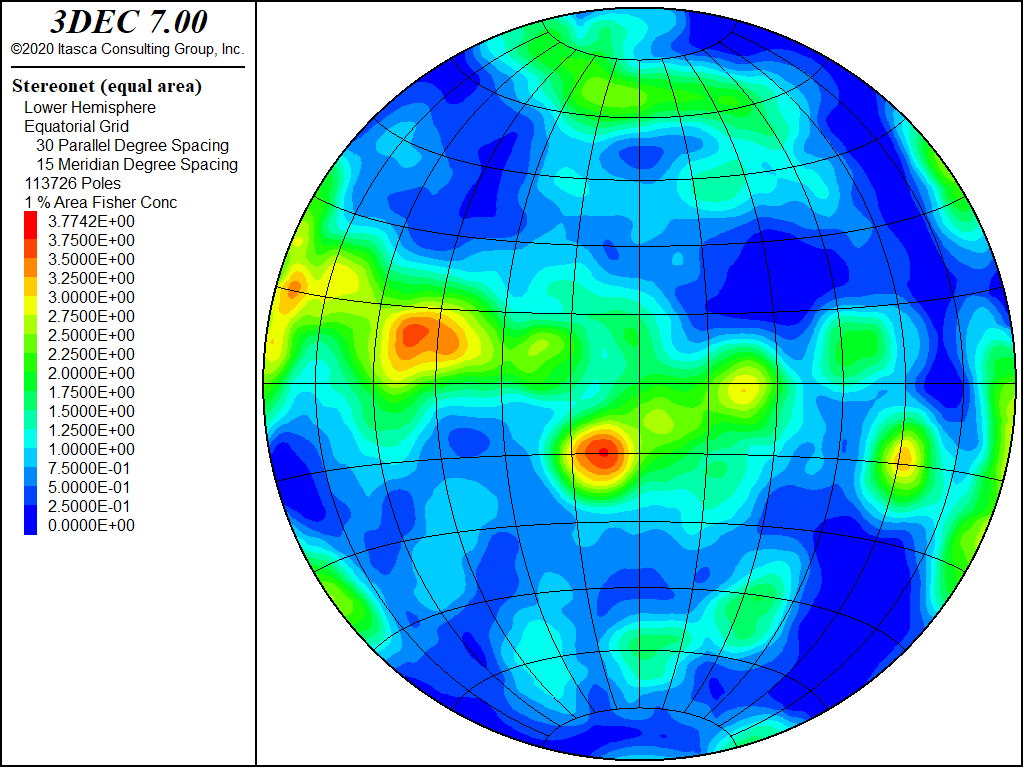 3DEC 7.00
©2020 Itasca Consulting Group, Inc.
Stereonet (equal area)
Lower Hemisphere
Equatorial Grid
30 Parallel Degree Spacing
15 Meridian Degree Spacing
113726 Poles
1 % Area Fisher Conc
3.7742E+00
3.7500E+00
3.5000E+00
3.2500E+00
3.0000E+00
2.7500E+00
2.5000E+00
2.2500E+00
2.0000E+00
1.7500E+00
1.5000E+00
1.2500E+00
1.0000E+00
7.5000E-01
5.0000E-01
2.5000E-01
0.0000E+00